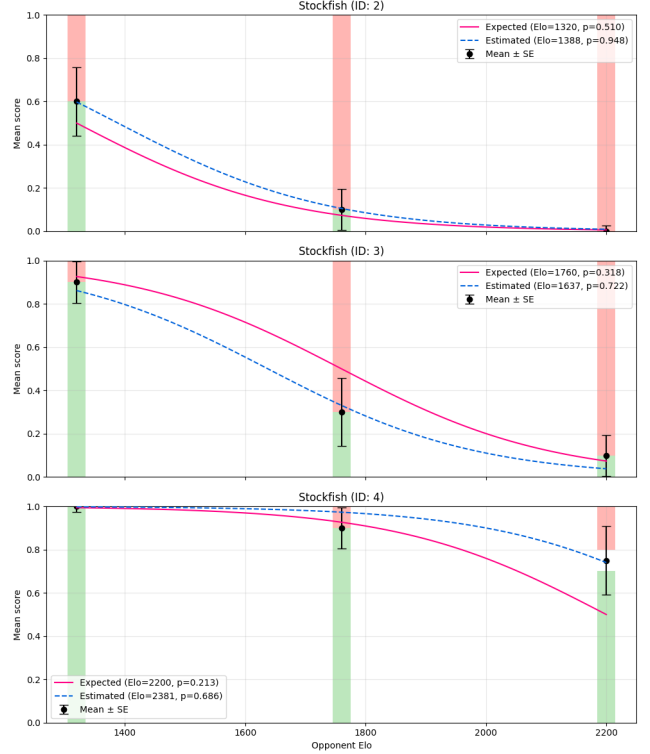 Stockfish (ID: 2)
1.0
0.8
0.6
0.4
0.2
0.0
Mean score
Expected (Elo=1320, p=0.510)
Estimated (Elo=1388, p=0.948)
Mean ± SE
Stockfish (ID: 3)
1.0
0.8
0.6
0.4
0.2
0.0
Mean score
Expected (Elo=1760, p=0.318)
Estimated (Elo=1637, p=0.722)
Mean ± SE
Stockfish (ID: 4)
1.0
0.8
0.6
0.4
0.2
0.0
Mean score
Expected (Elo=2200, p=0.213)
Estimated (Elo=2381, p=0.686)
Mean ± SE
1400 1600 1800 2000 2200
Opponent Elo